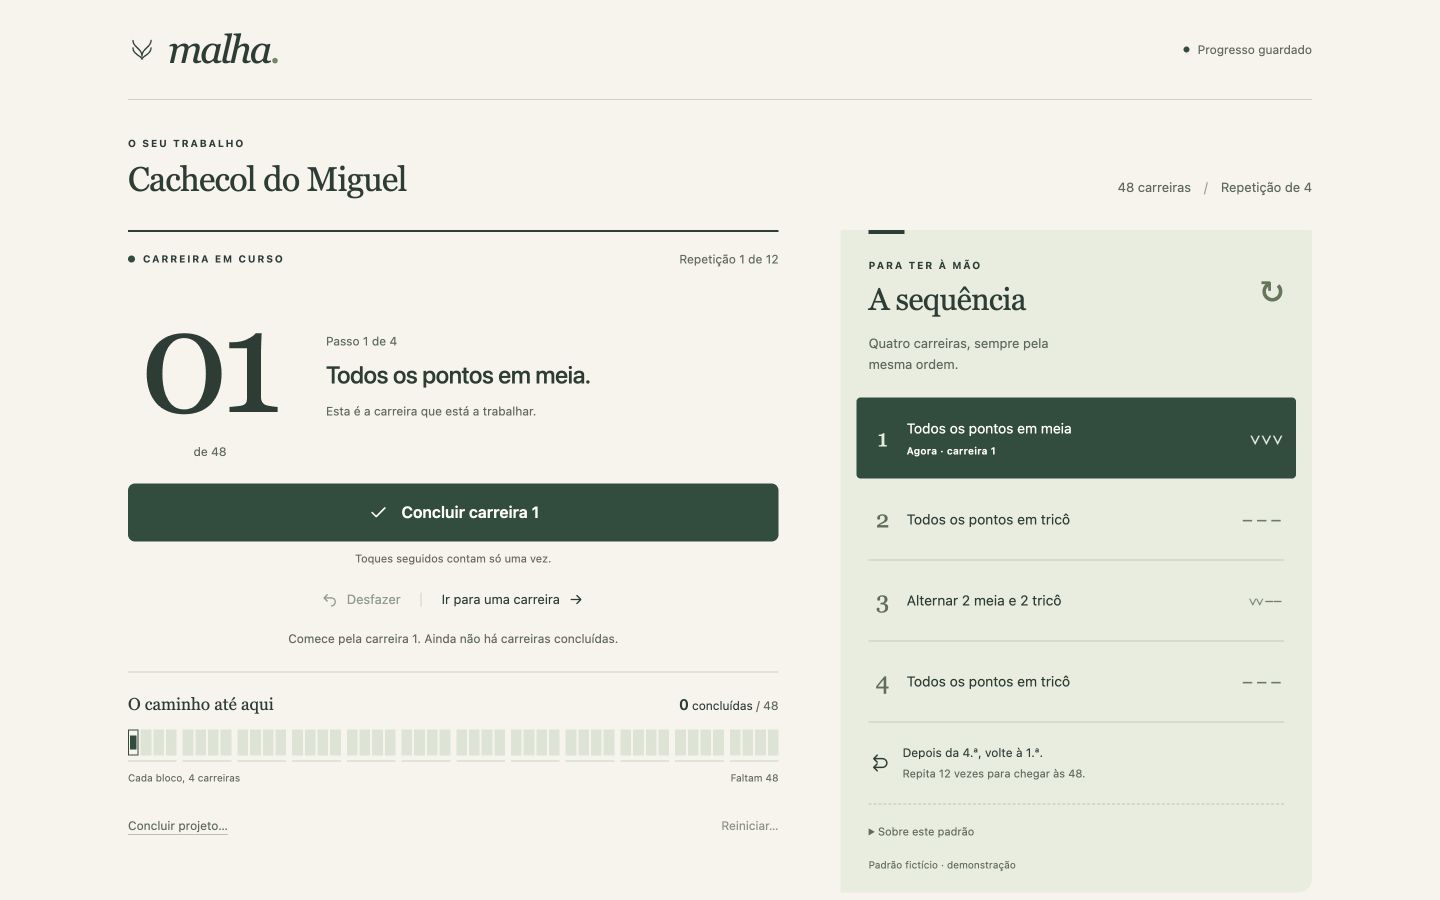 malha.
Progresso guardado
O SEU TRABALHO
Cachecol do Miguel
48 carreiras / Repetição de 4
CARREIRA EM CURSO
Repetição 1 de 12
01
de 48
Passo 1 de 4
Todos os pontos em meia.
Esta é a carreira que está a trabalhar.
Concluir carreira 1
Toques seguidos contam só uma vez.
Desfazer
Ir para uma carreira →
Comece pela carreira 1. Ainda não há carreiras concluídas.
O caminho até aqui
0 concluídas / 48
Cada bloco, 4 carreiras
Faltam 48
Concluir projeto…
Reiniciar…
PARA TER À MÃO
A sequência
Quatro carreiras, sempre pela
mesma ordem.
1
Todos os pontos em meia
Agora · carreira 1
2
Todos os pontos em tricô
3
Alternar 2 meia e 2 tricô
4
Todos os pontos em tricô
Depois da 4.ª, volte à 1.ª.
Repita 12 vezes para chegar às 48.
Sobre este padrão
Padrão fictício · demonstração